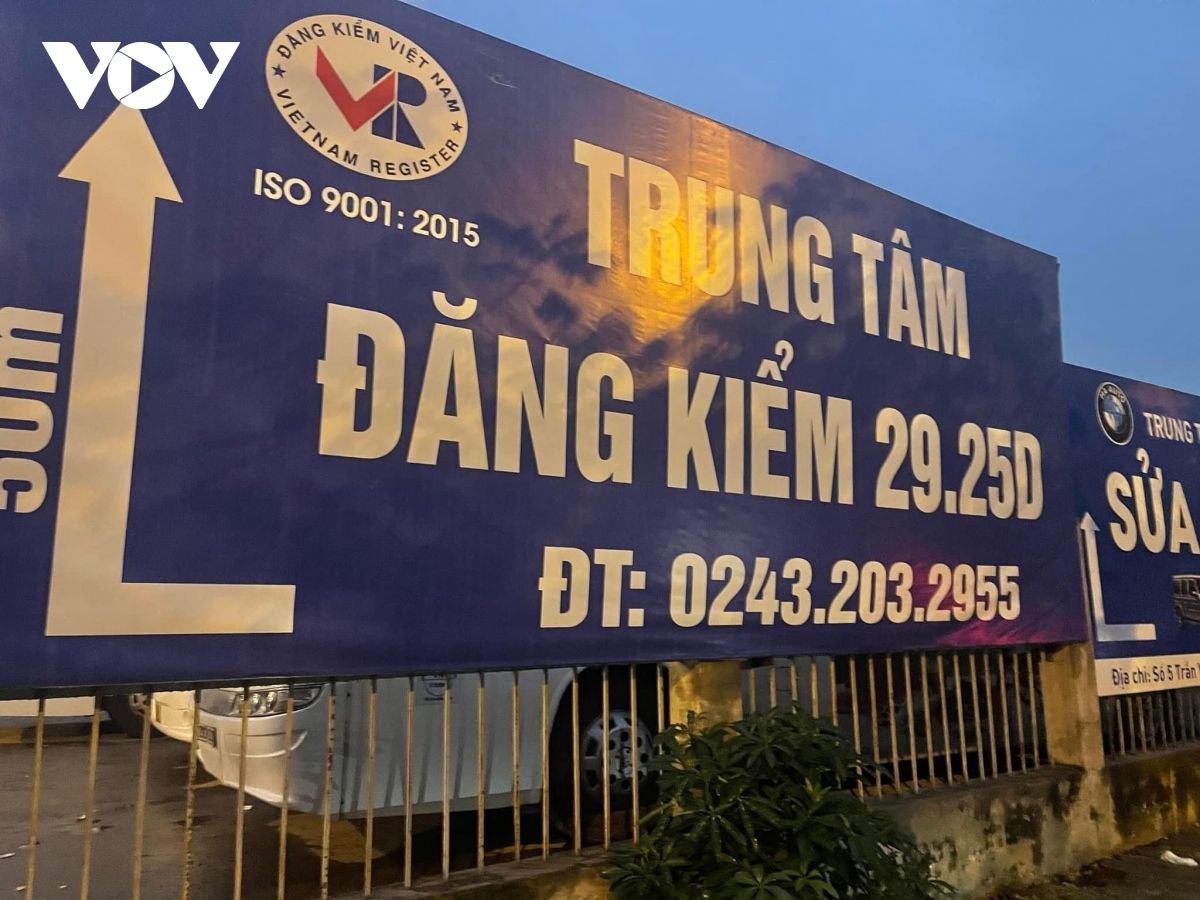 VOV
ĐĂNG KIỂM VIỆT NAM
VR
VIETNAM REGISTER
ISO 9001: 2015
TRUNG TÂM
ĐĂNG KIỂM 29.25D
ĐT: 0243.203.2955
TRUNG
SỬA
Địa chỉ: Số 5 Trần